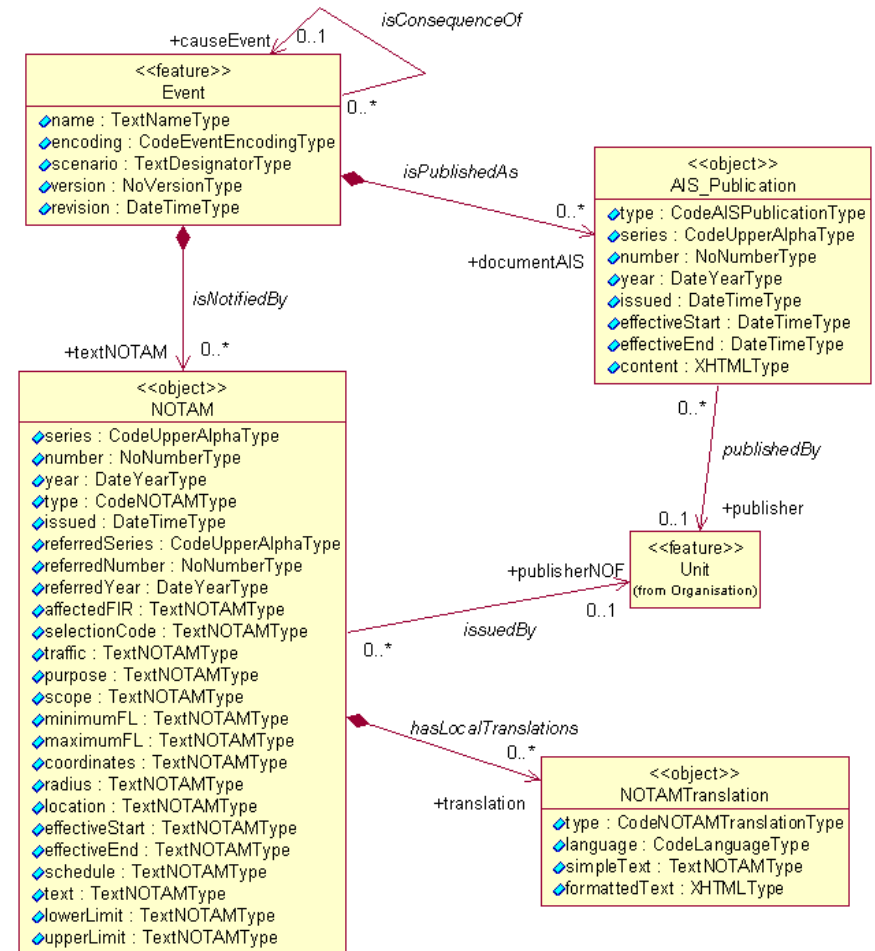 isConsequenceOf
+causeEvent
0..1
<<feature>>
Event
name : TextNameType
encoding : CodeEventEncodingType
scenario : TextDesignatorType
version : NoVersionType
revision : DateTimeType
0..*
isPublishedAs
0..*
+documentAIS
<<object>>
AIS_Publication
type : CodeAISPublicationType
series : CodeUpperAlphaType
number : NoNumberType
year : DateYearType
issued : DateTimeType
effectiveStart : DateTimeType
effectiveEnd : DateTimeType
content : XHTMLType
isNotifiedBy
+textNOTAM
0..*
<<object>>
NOTAM
series : CodeUpperAlphaType
number : NoNumberType
year : DateYearType
type : CodeNOTAMType
issued : DateTimeType
referredSeries : CodeUpperAlphaType
referredNumber : NoNumberType
referredYear : DateYearType
affectedFIR : TextNOTAMType
selectionCode : TextNOTAMType
traffic : TextNOTAMType
purpose : TextNOTAMType
scope : TextNOTAMType
minimumFL : TextNOTAMType
maximumFL : TextNOTAMType
coordinates : TextNOTAMType
radius : TextNOTAMType
location : TextNOTAMType
effectiveStart : TextNOTAMType
effectiveEnd : TextNOTAMType
schedule : TextNOTAMType
text : TextNOTAMType
lowerLimit : TextNOTAMType
upperLimit : TextNOTAMType
0..*
publishedBy
0..1
+publisher
<<feature>>
Unit
(from Organisation)
+publisherNOF
0..1
issuedBy
0..*
hasLocalTranslations
0..*
+translation
<<object>>
NOTAMTranslation
type : CodeNOTAMTranslationType
language : CodeLanguageType
simpleText : TextNOTAMType
formattedText : XHTMLType